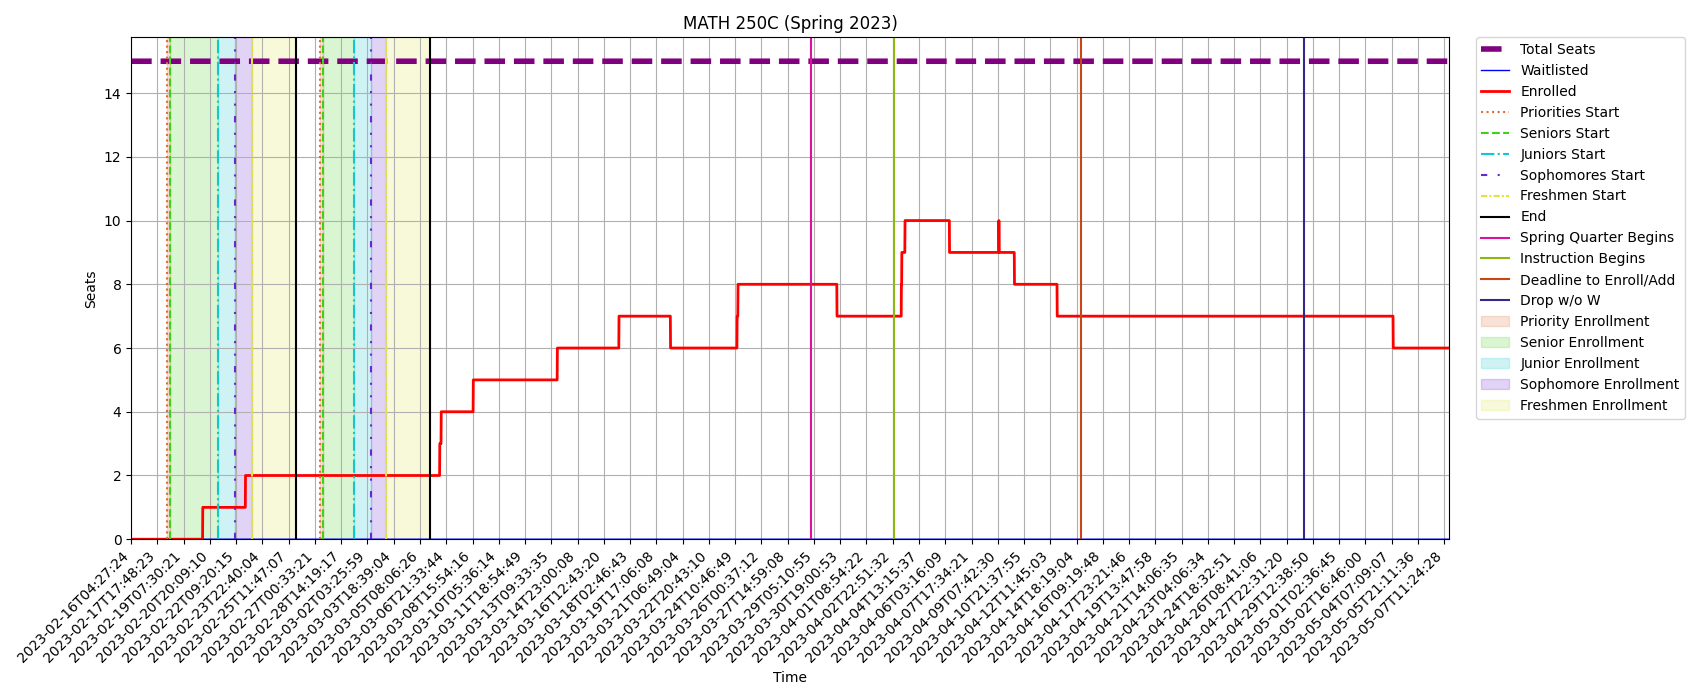 MATH 250C (Spring 2023)
Seats
14
12
10
8
6
4
2
0
2023-02-16T04:27:24
2023-02-17T17:48:23
2023-02-19T07:30:21
2023-02-20T20:09:10
2023-02-22T09:20:15
2023-02-23T22:40:04
2023-02-25T11:47:07
2023-02-27T00:33:21
2023-02-28T14:19:17
2023-03-02T03:25:59
2023-03-03T18:39:04
2023-03-05T08:06:26
2023-03-06T21:33:44
2023-03-08T15:54:16
2023-03-10T05:36:14
2023-03-11T18:54:49
2023-03-13T09:33:35
2023-03-14T23:00:08
2023-03-16T12:43:20
2023-03-18T02:46:43
2023-03-19T17:06:08
2023-03-21T06:49:04
2023-03-22T20:43:10
2023-03-24T10:46:49
2023-03-26T00:37:12
2023-03-27T14:59:08
2023-03-29T05:10:55
2023-03-30T19:00:53
2023-04-01T08:54:22
2023-04-02T22:51:32
2023-04-04T13:15:37
2023-04-06T03:16:09
2023-04-07T17:34:21
2023-04-09T07:42:30
2023-04-10T21:37:55
2023-04-12T11:45:03
2023-04-14T18:19:04
2023-04-16T09:19:48
2023-04-17T23:21:46
2023-04-19T13:47:58
2023-04-21T14:06:35
2023-04-23T04:06:34
2023-04-24T18:32:51
2023-04-26T08:41:06
2023-04-27T22:31:20
2023-04-29T12:38:50
2023-05-01T02:36:45
2023-05-02T16:46:00
2023-05-04T07:09:07
2023-05-05T21:11:36
2023-05-07T11:24:28
Time
Total Seats
Waitlisted
Enrolled
Priorities Start
Seniors Start
Juniors Start
Sophomores Start
Freshmen Start
End
Spring Quarter Begins
Instruction Begins
Deadline to Enroll/Add
Drop w/o W
Priority Enrollment
Senior Enrollment
Junior Enrollment
Sophomore Enrollment
Freshmen Enrollment